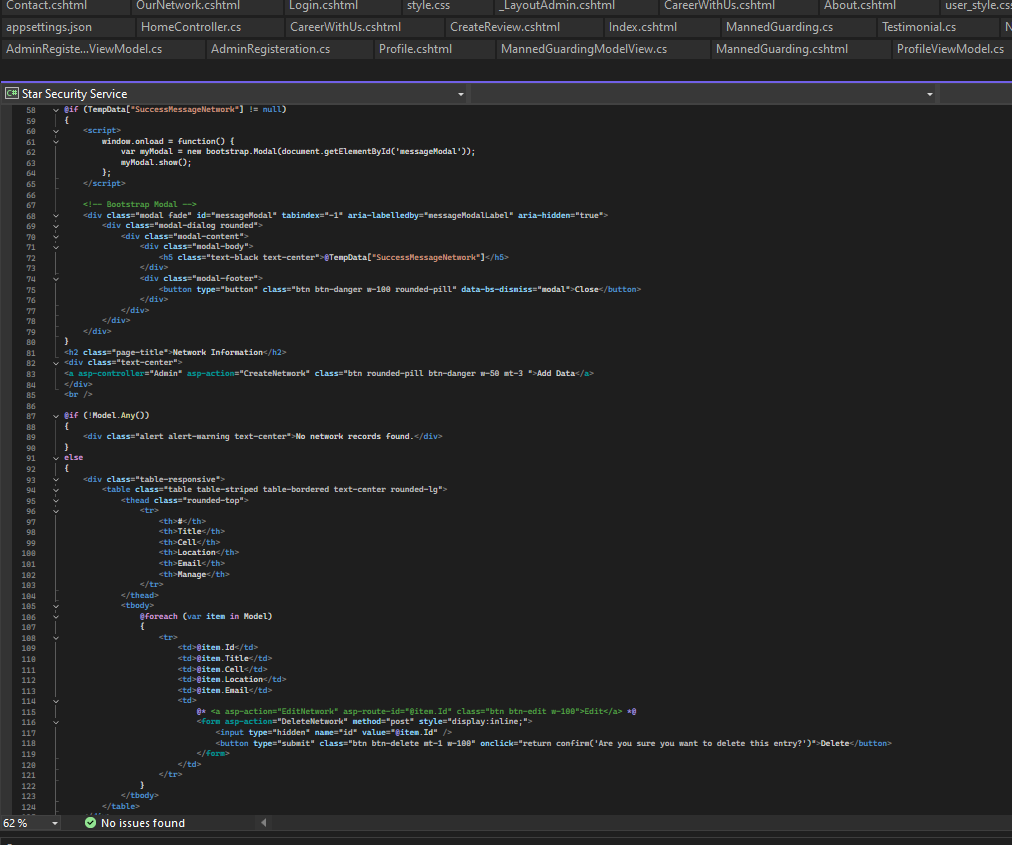 Contact.cshtml OurNetwork.cshtml Login.cshtml style.css _LayoutAdmin.cshtml CareerWithUs.cshtml About.cshtml user_style.css
appsettings.json HomeController.cs CareerWithUs.cshtml CreateReview.cshtml Index.cshtml MannedGuarding.cs Testimonial.cs
AdminRegiste...ViewModel.cs AdminRegisteration.cs Profile.cshtml MannedGuardingModelView.cs MannedGuarding.cshtml ProfileViewModel.cs
C# Star Security Service
58 @if (TempData["SuccessMessageNetwork"] != null)
59 {
60 <script>
61 window.onload = function() {
62 var myModal = new bootstrap.Modal(document.getElementById('messageModal'));
63 myModal.show();
64 };
65 </script>
66
67 <!-- Bootstrap Modal -->
68 <div class="modal fade" id="messageModal" tabindex="-1" aria-labelledby="messageModalLabel" aria-hidden="true">
69 <div class="modal-dialog rounded">
70 <div class="modal-content">
71 <div class="modal-body">
72 <h5 class="text-black text-center">@TempData["SuccessMessageNetwork"]</h5>
73 </div>
74 <div class="modal-footer">
75 <button type="button" class="btn btn-danger w-100 rounded-pill" data-bs-dismiss="modal">Close</button>
76 </div>
77 </div>
78 </div>
79 </div>
80 }
81 <h2 class="page-title">Network Information</h2>
82 <div class="text-center">
83 <a asp-controller="Admin" asp-action="CreateNetwork" class="btn rounded-pill btn-danger w-50 mt-3 ">Add Data</a>
84 </div>
85 <br />
86
87 @if (!Model.Any())
88 {
89 <div class="alert alert-warning text-center">No network records found.</div>
90 }
91 else
92 {
93 <div class="table-responsive">
94 <table class="table table-striped table-bordered text-center rounded-lg">
95 <thead class="rounded-top">
96 <tr>
97 <th>#</th>
98 <th>Title</th>
99 <th>Cell</th>
100 <th>Location</th>
101 <th>Email</th>
102 <th>Manage</th>
103 </tr>
104 </thead>
105 <tbody>
106 @foreach (var item in Model)
107 {
108 <tr>
109 <td>@item.Id</td>
110 <td>@item.Title</td>
111 <td>@item.Cell</td>
112 <td>@item.Location</td>
113 <td>@item.Email</td>
114 <td>
115 @* <a asp-action="EditNetwork" asp-route-id="@item.Id" class="btn btn-edit w-100">Edit</a> *@
116 <form asp-action="DeleteNetwork" method="post" style="display:inline;">
117 <input type="hidden" name="id" value="@item.Id" />
118 <button type="submit" class="btn btn-delete mt-1 w-100" onclick="return confirm('Are you sure you want to delete this entry?')">Delete</button>
119 </form>
120 </td>
121 </tr>
122 }
123 </tbody>
124 </table>
62 % No issues found